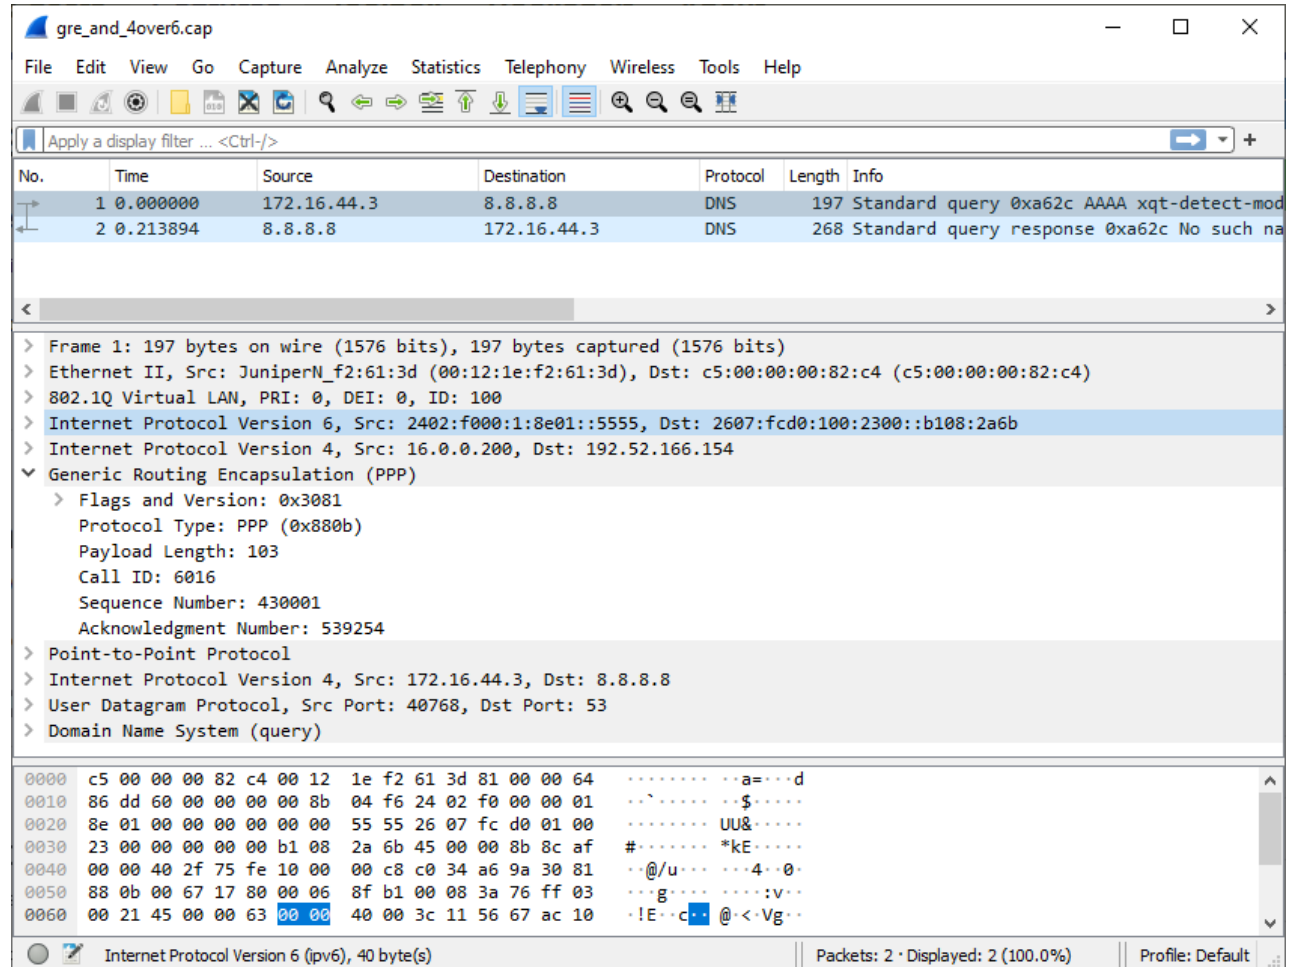 gre_and_4over6.cap
File Edit View Go Capture Analyze Statistics Telephony Wireless Tools Help
Apply a display filter ... <Ctrl-/>
No. Time Source Destination Protocol Length Info
1 0.000000 172.16.44.3 8.8.8.8 DNS 197 Standard query 0xa62c AAAA xqt-detect-mod
2 0.213894 8.8.8.8 172.16.44.3 DNS 268 Standard query response 0xa62c No such na
Frame 1: 197 bytes on wire (1576 bits), 197 bytes captured (1576 bits)
Ethernet II, Src: JuniperN_f2:61:3d (00:12:1e:f2:61:3d), Dst: c5:00:00:00:82:c4 (c5:00:00:00:82:c4)
802.1Q Virtual LAN, PRI: 0, DEI: 0, ID: 100
Internet Protocol Version 6, Src: 2402:f000:1:8e01::5555, Dst: 2607:fcd0:100:2300::b108:2a6b
Internet Protocol Version 4, Src: 16.0.0.200, Dst: 192.52.166.154
Generic Routing Encapsulation (PPP)
Flags and Version: 0x3081
Protocol Type: PPP (0x880b)
Payload Length: 103
Call ID: 6016
Sequence Number: 430001
Acknowledgment Number: 539254
Point-to-Point Protocol
Internet Protocol Version 4, Src: 172.16.44.3, Dst: 8.8.8.8
User Datagram Protocol, Src Port: 40768, Dst Port: 53
Domain Name System (query)
0000 c5 00 00 00 82 c4 00 12 1e f2 61 3d 81 00 00 64 ········ ··a=···d
0010 86 dd 60 00 00 00 00 8b 04 f6 24 02 f0 00 00 01 ··`····· ··$·····
0020 8e 01 00 00 00 00 00 00 55 55 26 07 fc d0 01 00 ········ UU&·····
0030 23 00 00 00 00 00 b1 08 2a 6b 45 00 00 8b 8c af #······· *kE·····
0040 00 00 40 2f 75 fe 10 00 00 c8 c0 34 a6 9a 30 81 ··@/u··· ···4··0·
0050 88 0b 00 67 17 80 00 06 8f b1 00 08 3a 76 ff 03 ···g···· ····:v··
0060 00 21 45 00 00 63 00 00 40 00 3c 11 56 67 ac 10 ·!E··c·· @·<·Vg··
Internet Protocol Version 6 (ipv6), 40 byte(s) Packets: 2 · Displayed: 2 (100.0%) Profile: Default